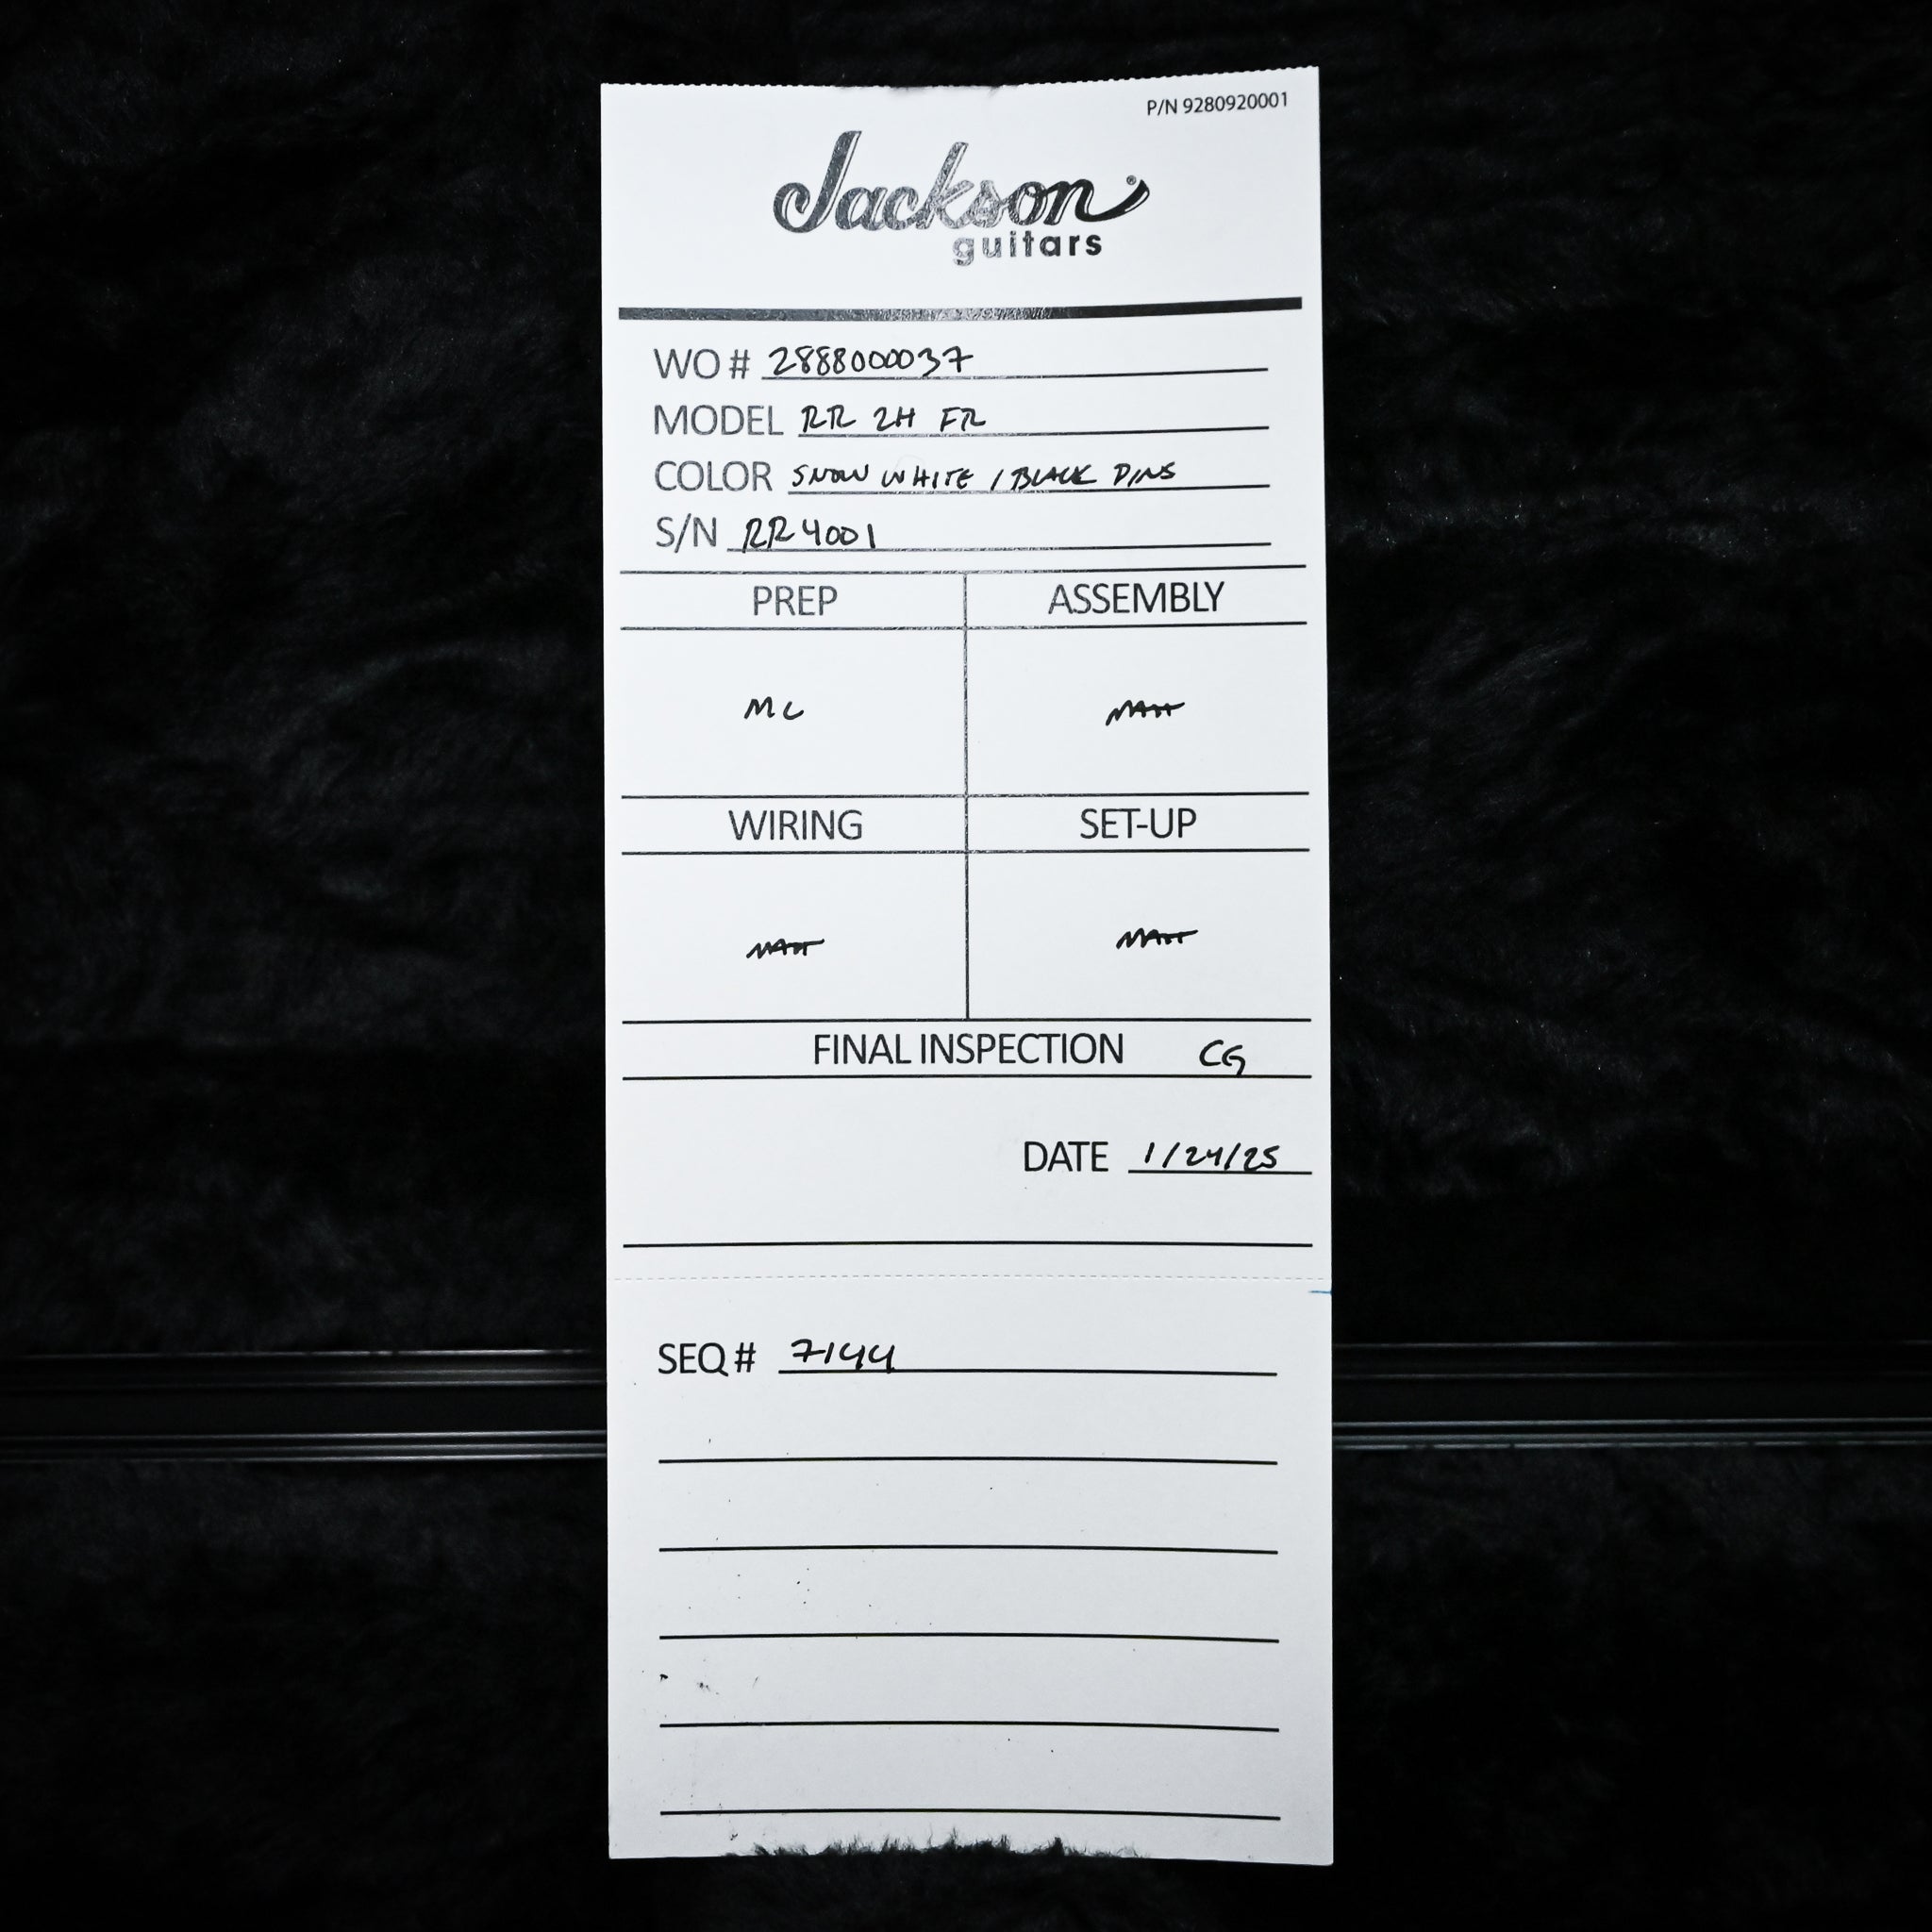 P/N 9280920001
Jackson®
guitars
WO # 2888000037
MODEL RR 2H FR
COLOR SNOW WHITE / BLACK PINS
S/N RR4001
PREP ASSEMBLY
MC MATT
WIRING SET-UP
MATT MATT
FINAL INSPECTION CG
DATE 1/24/25
SEQ # 7144